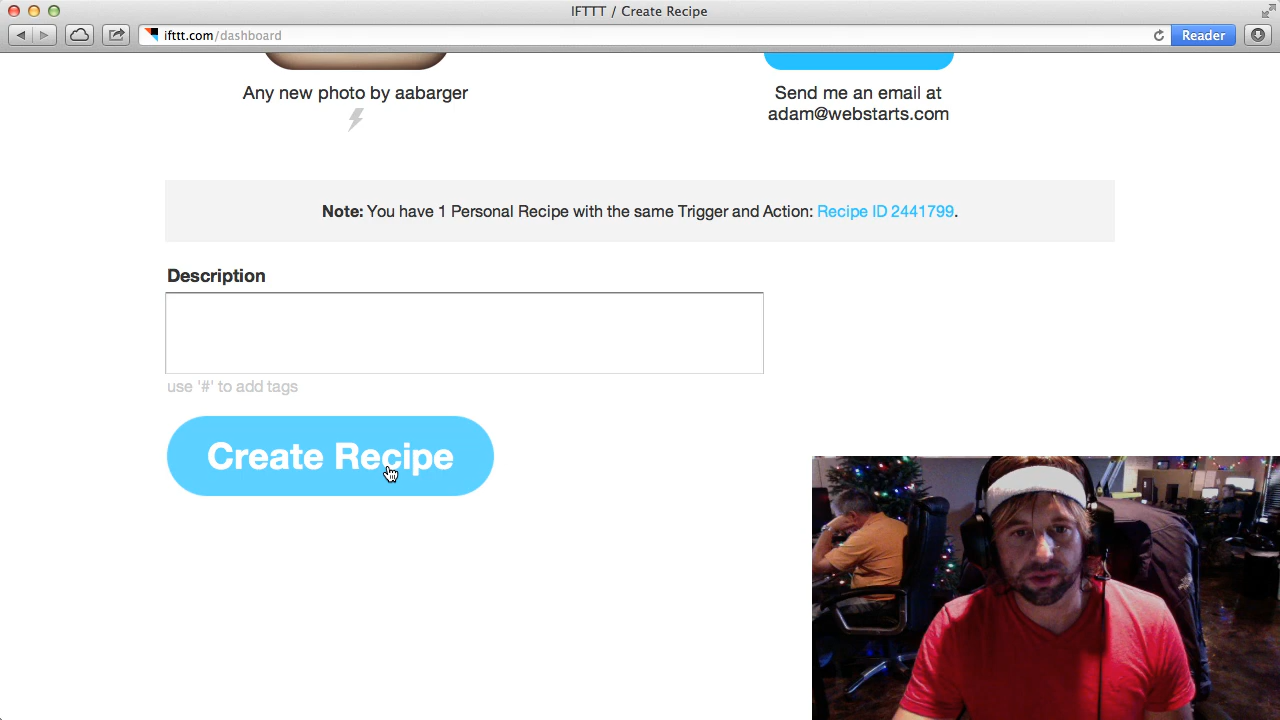 IFTTT / Create Recipe
ifttt.com/dashboard
Reader
Any new photo by aabarger
Send me an email at
adam@webstarts.com
Note: You have 1 Personal Recipe with the same Trigger and Action: Recipe ID 2441799.
Description
use '#' to add tags
Create Recipe